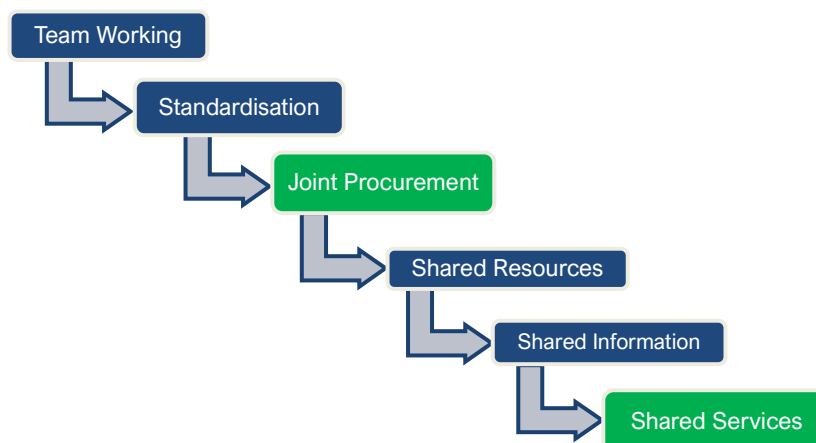 Team Working
Standardisation
Joint Procurement
Shared Resources
Shared Information
Shared Services